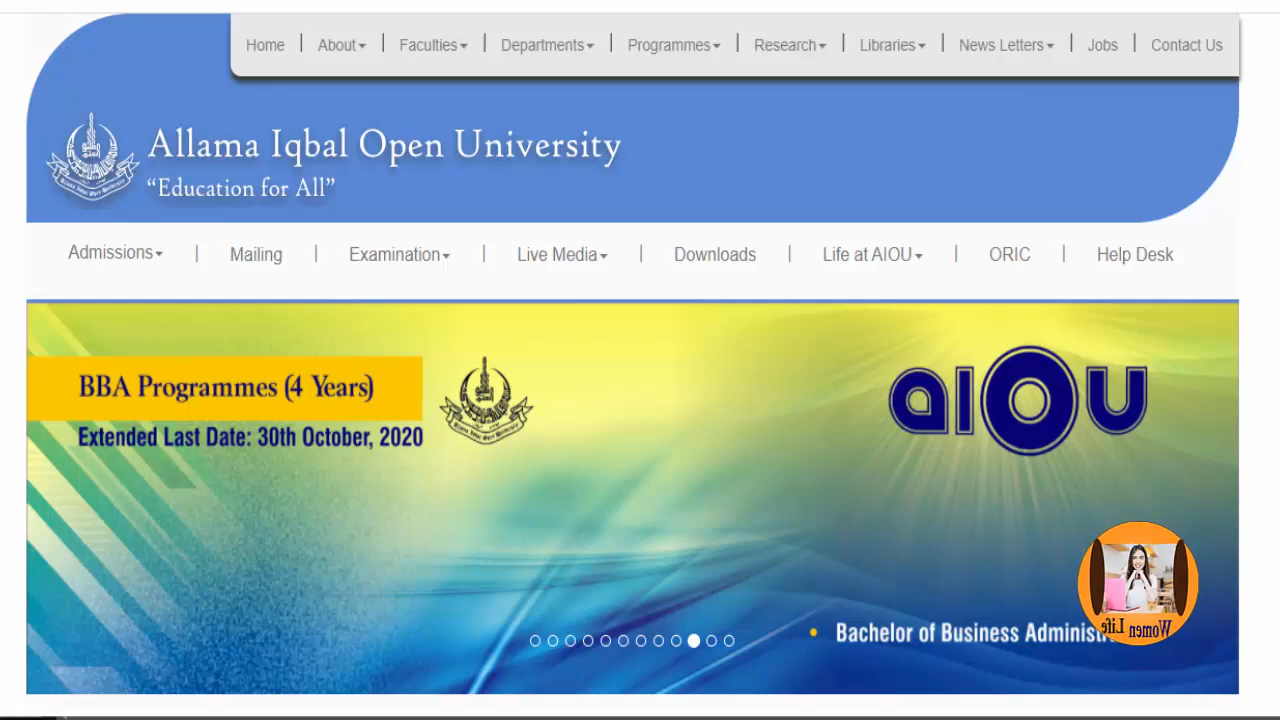 Home | About | Faculties | Departments | Programmes | Research | Libraries | News Letters | Jobs | Contact Us
Allama Iqbal Open University
“Education for All”
Admissions | Mailing | Examination | Live Media | Downloads | Life at AIOU | ORIC | Help Desk
BBA Programmes (4 Years)
Extended Last Date: 30th October, 2020
AIOU
• Bachelor of Business
Women Life